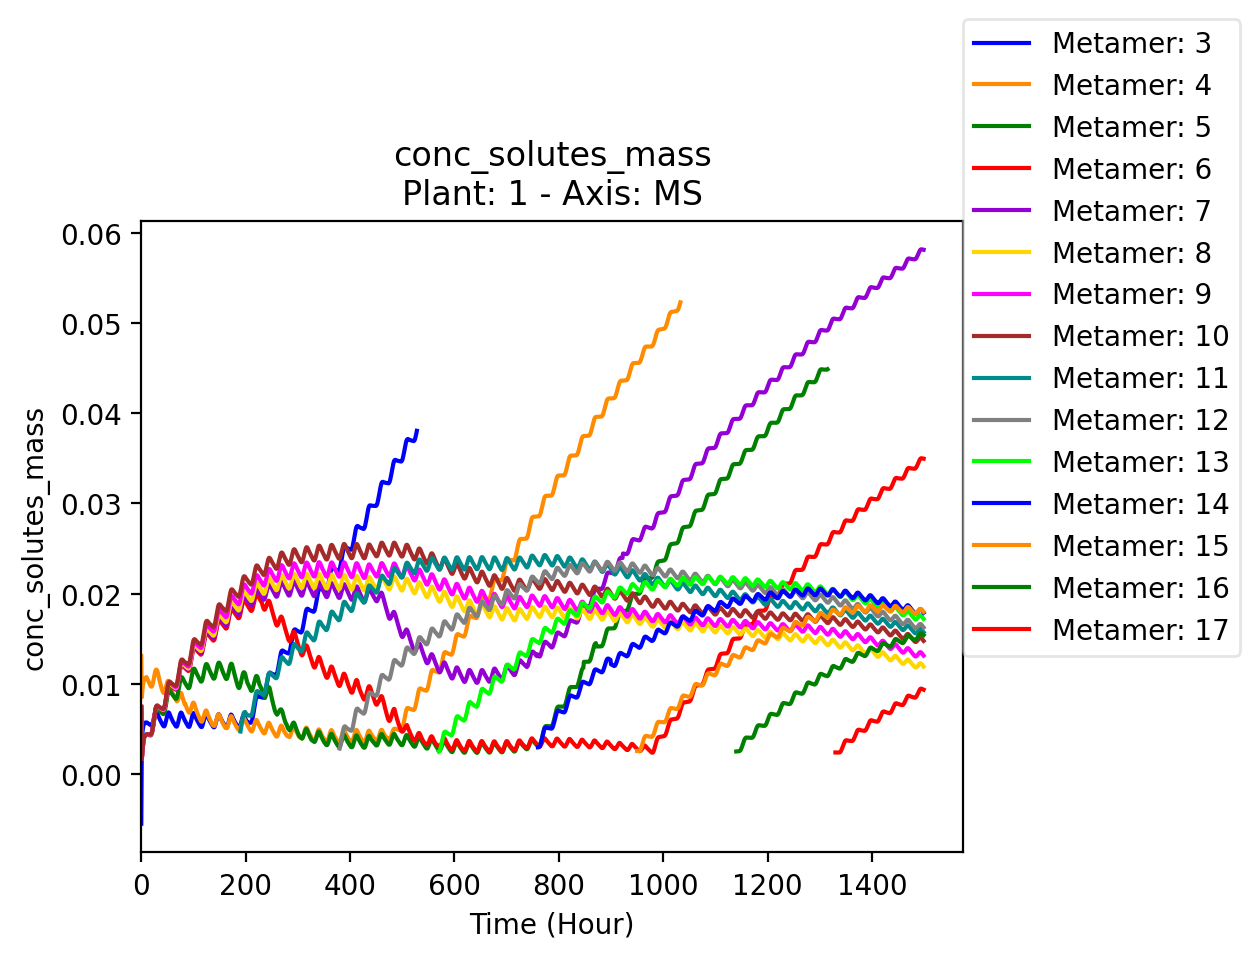 conc_solutes_mass
Plant: 1 - Axis: MS
Metamer: 3
Metamer: 4
Metamer: 5
Metamer: 6
Metamer: 7
Metamer: 8
Metamer: 9
Metamer: 10
Metamer: 11
Metamer: 12
Metamer: 13
Metamer: 14
Metamer: 15
Metamer: 16
Metamer: 17
conc_solutes_mass
0.06
0.05
0.04
0.03
0.02
0.01
0.00
0 200 400 600 800 1000 1200 1400
Time (Hour)